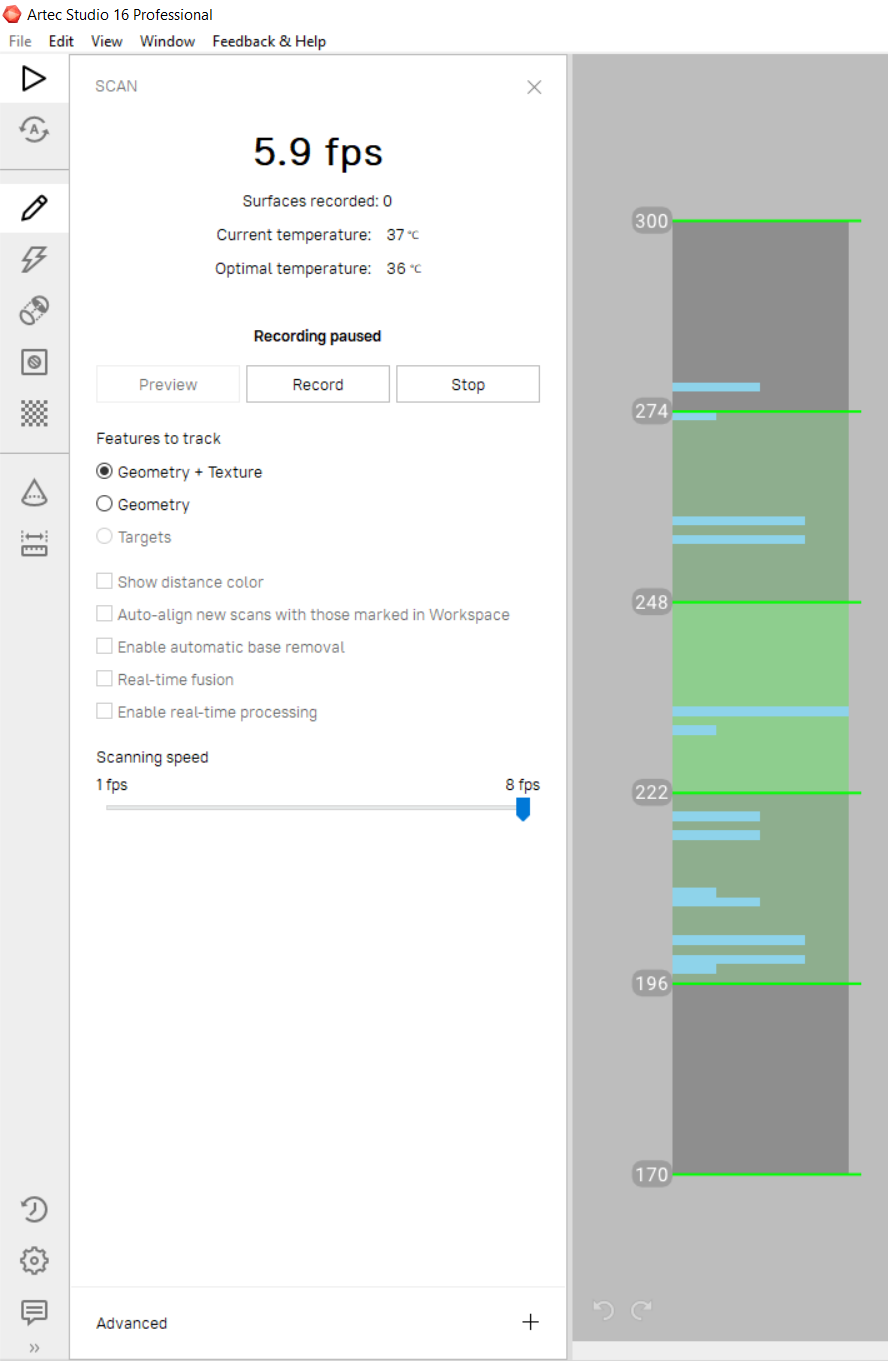 Artec Studio 16 Professional
File Edit View Window Feedback & Help
SCAN
5.9 fps
Surfaces recorded: 0
Current temperature: 37 °C
Optimal temperature: 36 °C
Recording paused
Preview Record Stop
Features to track
Geometry + Texture
Geometry
Targets
Show distance color
Auto-align new scans with those marked in Workspace
Enable automatic base removal
Real-time fusion
Enable real-time processing
Scanning speed
1 fps 8 fps
Advanced
A
300
274
248
222
196
170